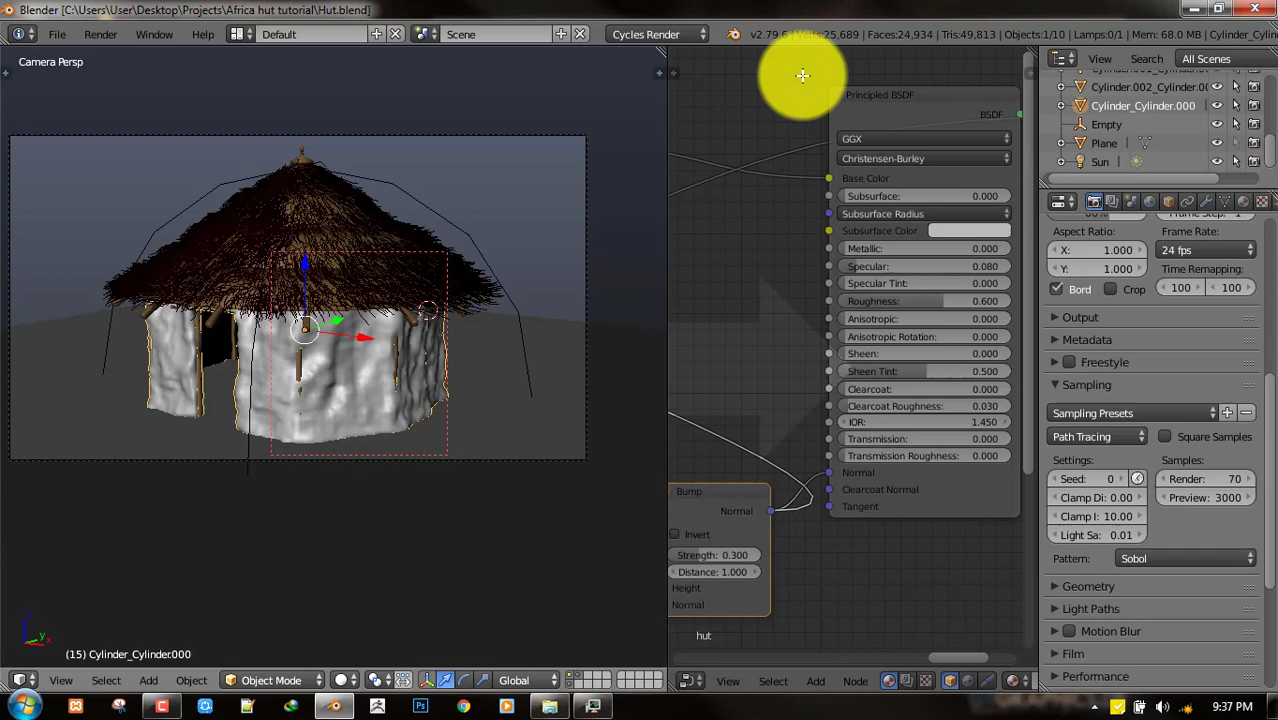 Blender [C:\Users\User\Desktop\Projects\Africa hut tutorial\Hut.blend]
File Render Window Help Default Scene Cycles Render v2.79.6 Faces:24,934 | Tris:49,813 | Objects:1/10 | Lamps:0/1 | Mem: 68.0 MB | Cylinder_Cylin
View Search All Scenes
Camera Persp
Cylinder.002_Cylinder.00
Cylinder_Cylinder.000
Empty
Plane
Sun
Principled BSDF
BSDF
GGX
Christensen-Burley
Base Color
Subsurface: 0.000
Subsurface Radius
Subsurface Color
Metallic: 0.000
Specular: 0.080
Specular Tint: 0.000
Roughness: 0.600
Anisotropic: 0.000
Anisotropic Rotation: 0.000
Sheen: 0.000
Sheen Tint: 0.500
Clearcoat: 0.000
Clearcoat Roughness: 0.030
IOR: 1.450
Transmission: 0.000
Transmission Roughness: 0.000
Normal
Clearcoat Normal
Tangent
Bump
Normal
Invert
Strength: 0.300
Distance: 1.000
Height
Normal
hut
Aspect Ratio: Frame Rate:
X: 1.000 24 fps
Y: 1.000 Time Remapping:
Bord Crop 100 100
Output
Metadata
Freestyle
Sampling
Sampling Presets
Path Tracing Square Samples
Settings: Samples:
Seed: 0 Render: 70
Clamp Di: 0.00 Preview: 3000
Clamp I: 10.00
Light Sa: 0.01
Pattern: Sobol
Geometry
Light Paths
Motion Blur
Film
Performance
z
y
x
(15) Cylinder_Cylinder.000
View Select Add Object Object Mode Global
View Select Add Node
9:37 PM